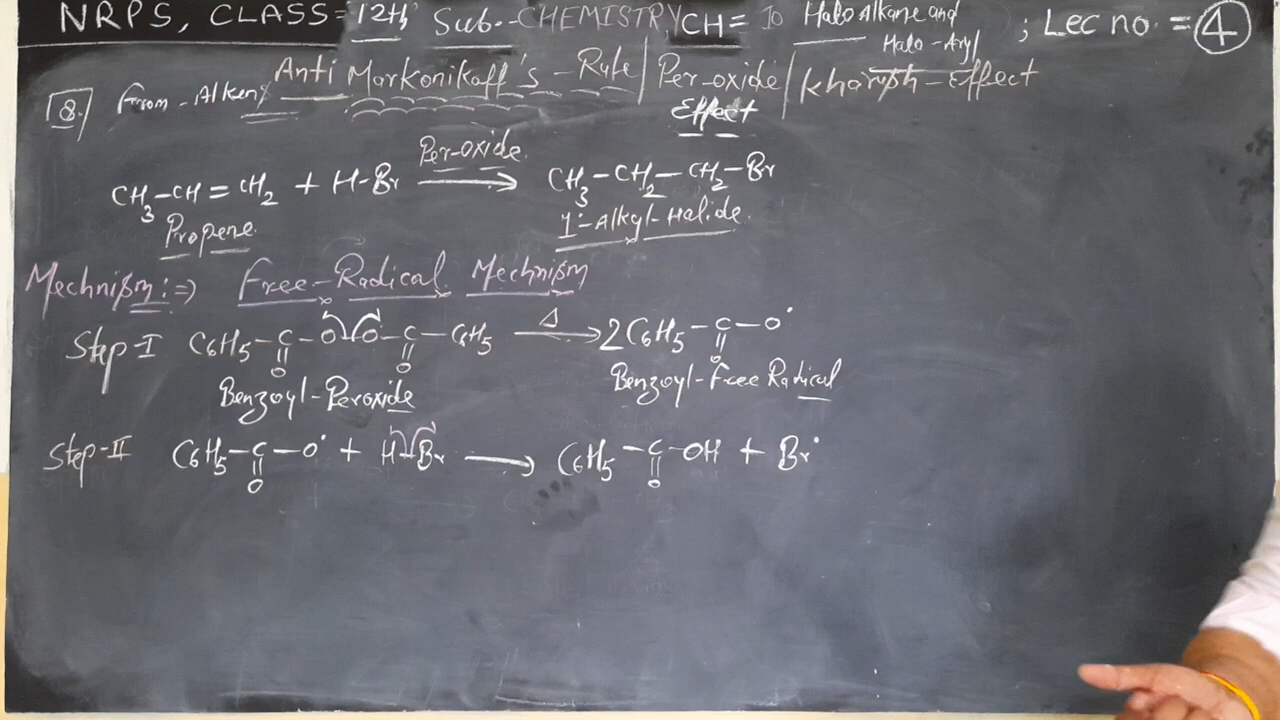 NRPS, CLASS = 12th Sub.- CHEMISTRY, CH = 10 Halo Alkane and Halo-Aryl ; Lec no. = 4
8. From-Alken, Anti Markonikoff's-Rule / Per-oxide Effect / Kharash-Effect
CH3-CH=CH2 + H-Br Per-oxide → CH3-CH2-CH2-Br
Propene 1°-Alkyl-Halide
Mechnism:⇒ Free-Radical Mechnism
Step-I C6H5-C-O-O-C-C6H5 Δ → 2C6H5-C-O•
O O O
Benzoyl-Peroxide Benzoyl-Free Radical
Step-II C6H5-C-O• + H-Br → C6H5-C-OH + Br•
O O